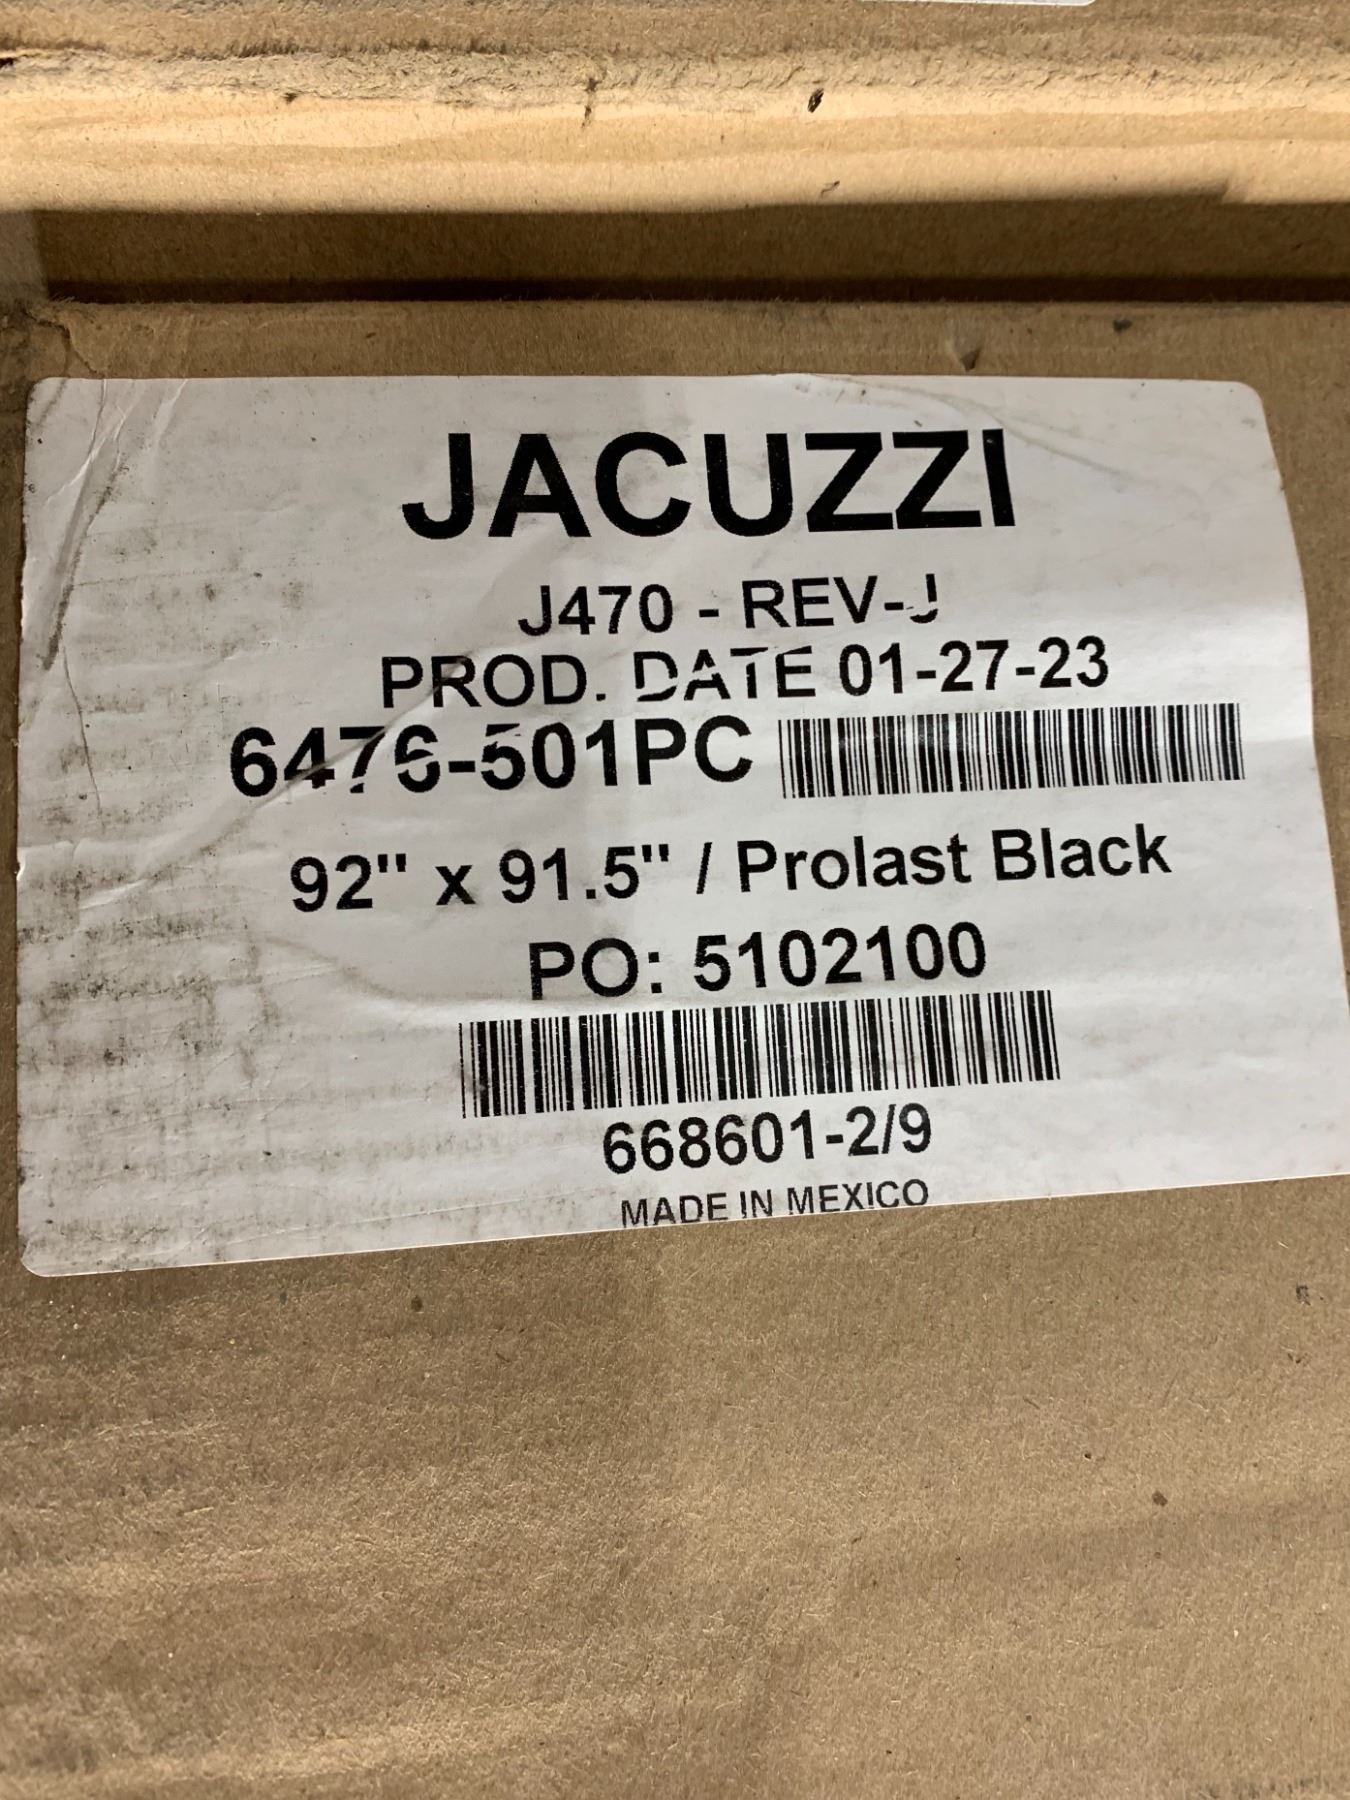 JACUZZI
J470 - REV-J
PROD. DATE 01-27-23
6476-501PC
92" x 91.5" / Prolast Black
PO: 5102100
668601-2/9
MADE IN MEXICO